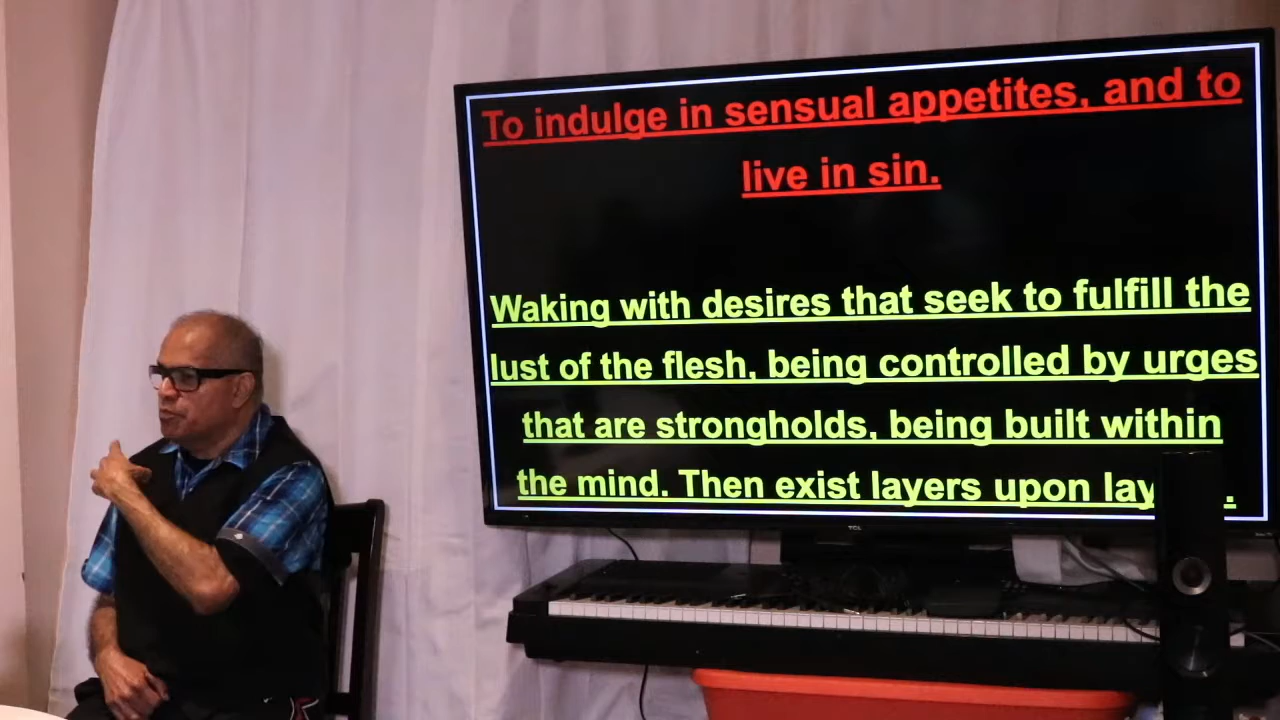 To indulge in sensual appetites, and to
live in sin.
Waking with desires that seek to fulfill the
lust of the flesh, being controlled by urges
that are strongholds, being built within
the mind. Then exist layers upon
TCL